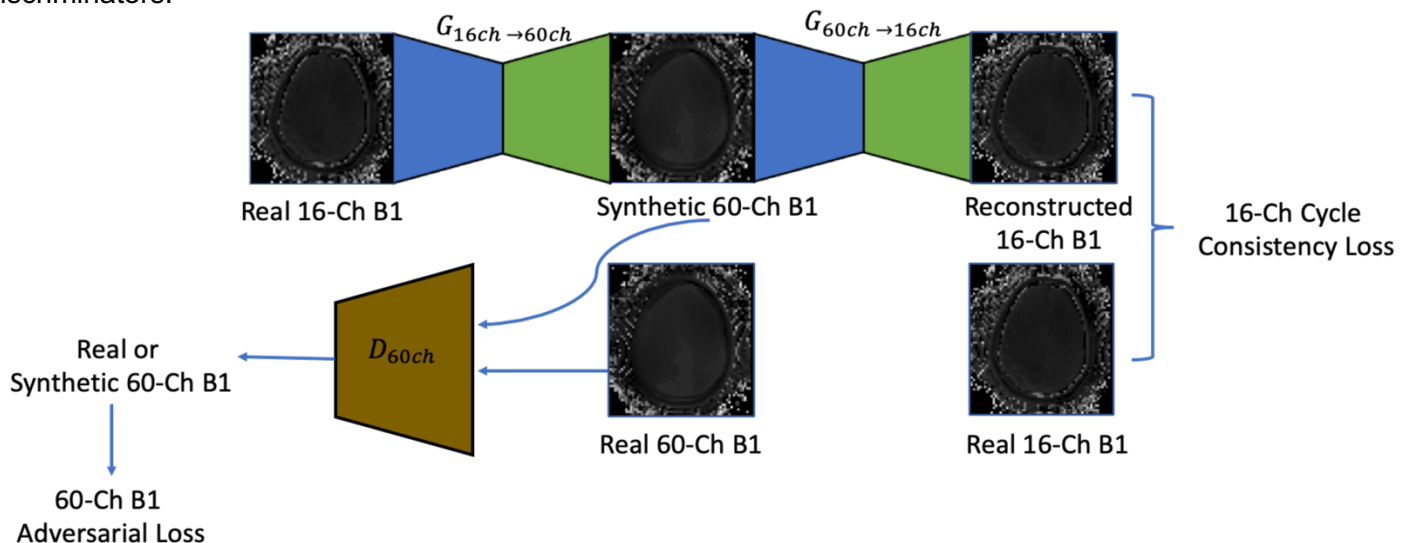 scriminators.
G16ch →60ch
G60ch→16ch
Real 16-Ch B1
Synthetic 60-Ch B1
Reconstructed
16-Ch B1
16-Ch Cycle
Consistency Loss
D60ch
Real or
Synthetic 60-Ch B1
Real 60-Ch B1
Real 16-Ch B1
60-Ch B1
Adversarial Loss